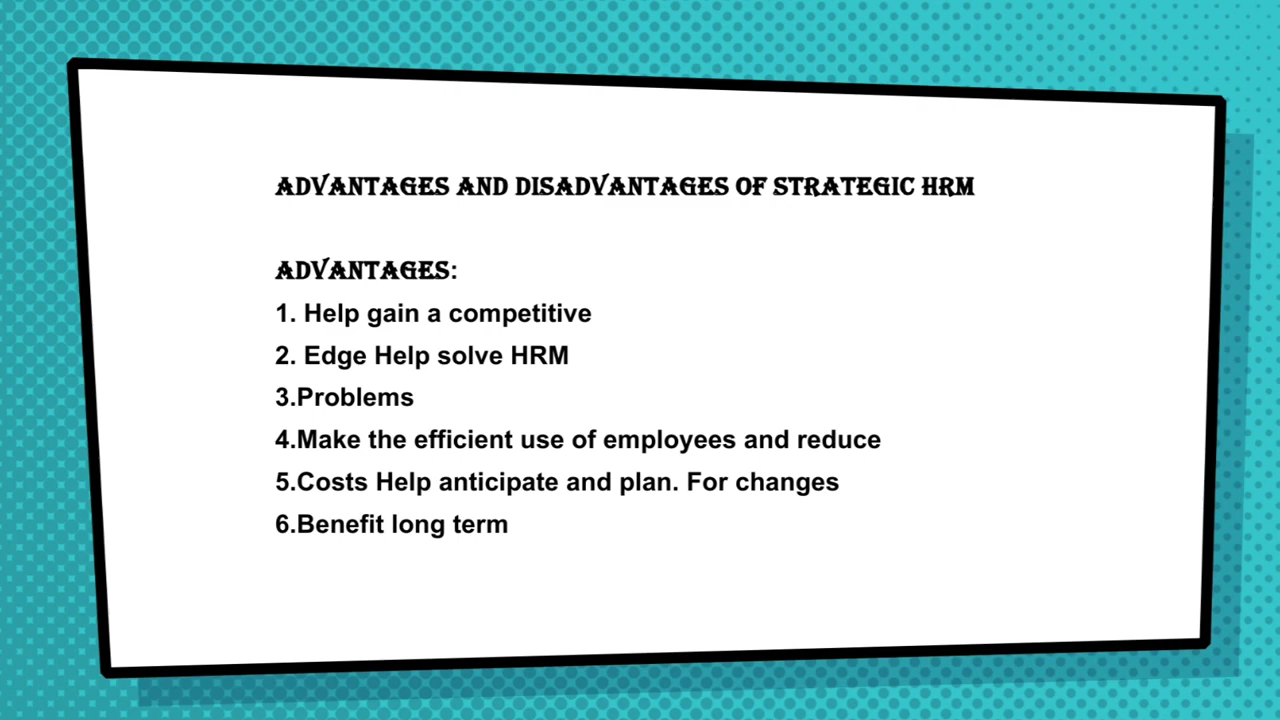 ADVANTAGES AND DISADVANTAGES OF STRATEGIC HRM
ADVANTAGES:
1. Help gain a competitive
2. Edge Help solve HRM
3.Problems
4.Make the efficient use of employees and reduce
5.Costs Help anticipate and plan. For changes
6.Benefit long term